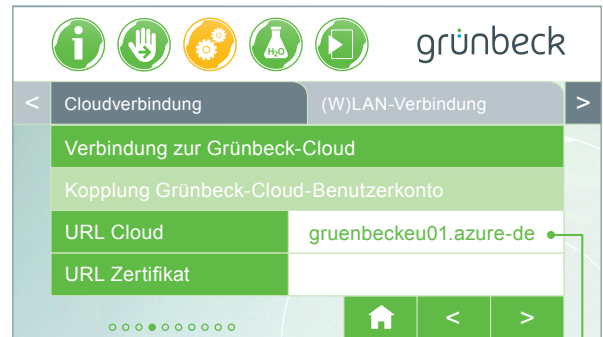 i H₂O grünbeck
< Cloudverbindung (W)LAN-Verbindung >
Verbindung zur Grünbeck-Cloud
Kopplung Grünbeck-Cloud-Benutzerkonto
URL Cloud gruenbeckeu01.azure-de
URL Zertifikat
< >